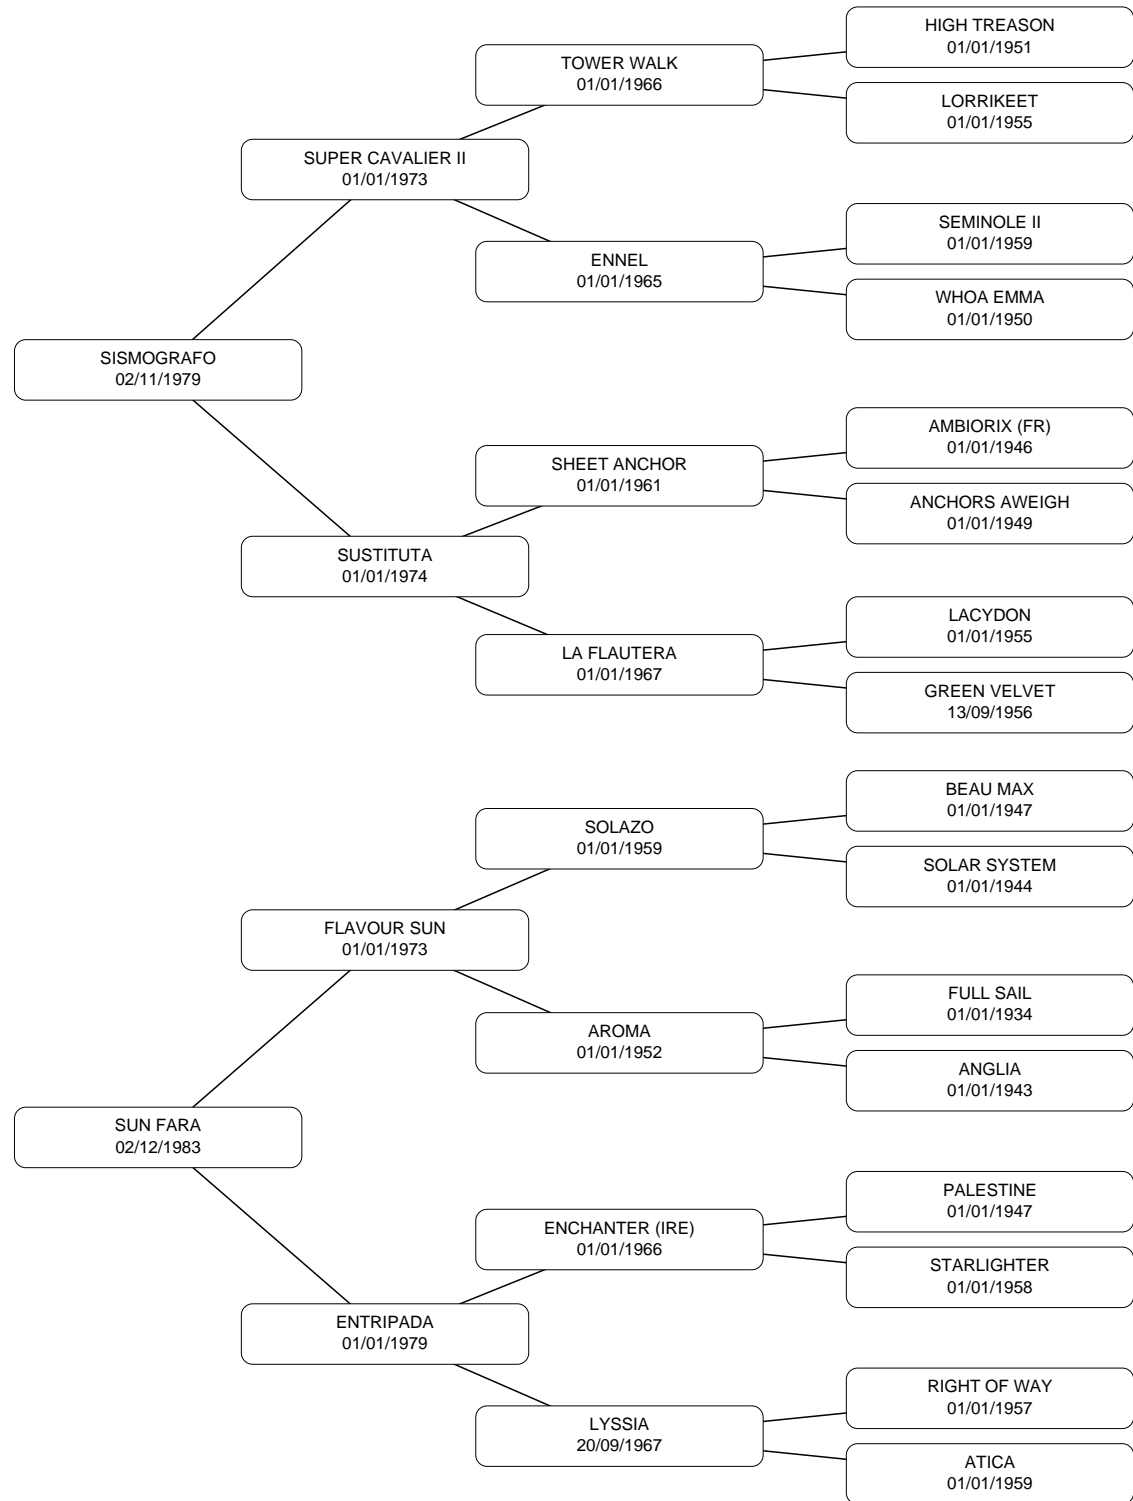 HIGH TREASON
01/01/1951
TOWER WALK
01/01/1966
LORRIKEET
01/01/1955
SUPER CAVALIER II
01/01/1973
SEMINOLE II
01/01/1959
ENNEL
01/01/1965
WHOA EMMA
01/01/1950
SISMOGRAFO
02/11/1979
AMBIORIX (FR)
01/01/1946
SHEET ANCHOR
01/01/1961
ANCHORS AWEIGH
01/01/1949
SUSTITUTA
01/01/1974
LACYDON
01/01/1955
LA FLAUTERA
01/01/1967
GREEN VELVET
13/09/1956
BEAU MAX
01/01/1947
SOLAZO
01/01/1959
SOLAR SYSTEM
01/01/1944
FLAVOUR SUN
01/01/1973
FULL SAIL
01/01/1934
AROMA
01/01/1952
ANGLIA
01/01/1943
SUN FARA
02/12/1983
PALESTINE
01/01/1947
ENCHANTER (IRE)
01/01/1966
STARLIGHTER
01/01/1958
ENTRIPADA
01/01/1979
RIGHT OF WAY
01/01/1957
LYSSIA
20/09/1967
ATICA
01/01/1959